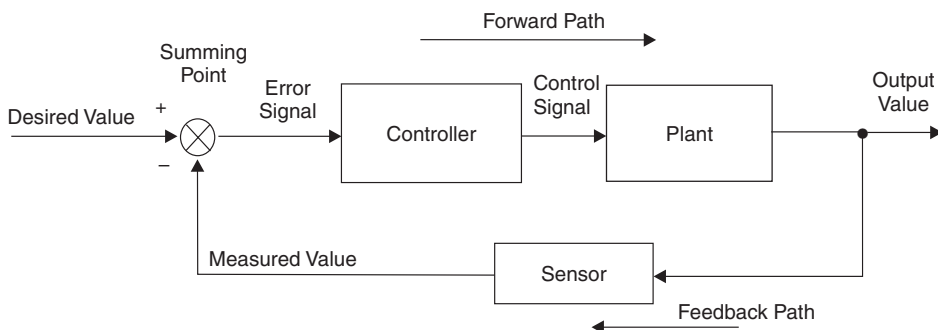 Forward Path
Summing
Point
Error
Signal
Control
Signal
Output
Value
Desired Value
+
Controller
Plant
−
Measured Value
Sensor
Feedback Path